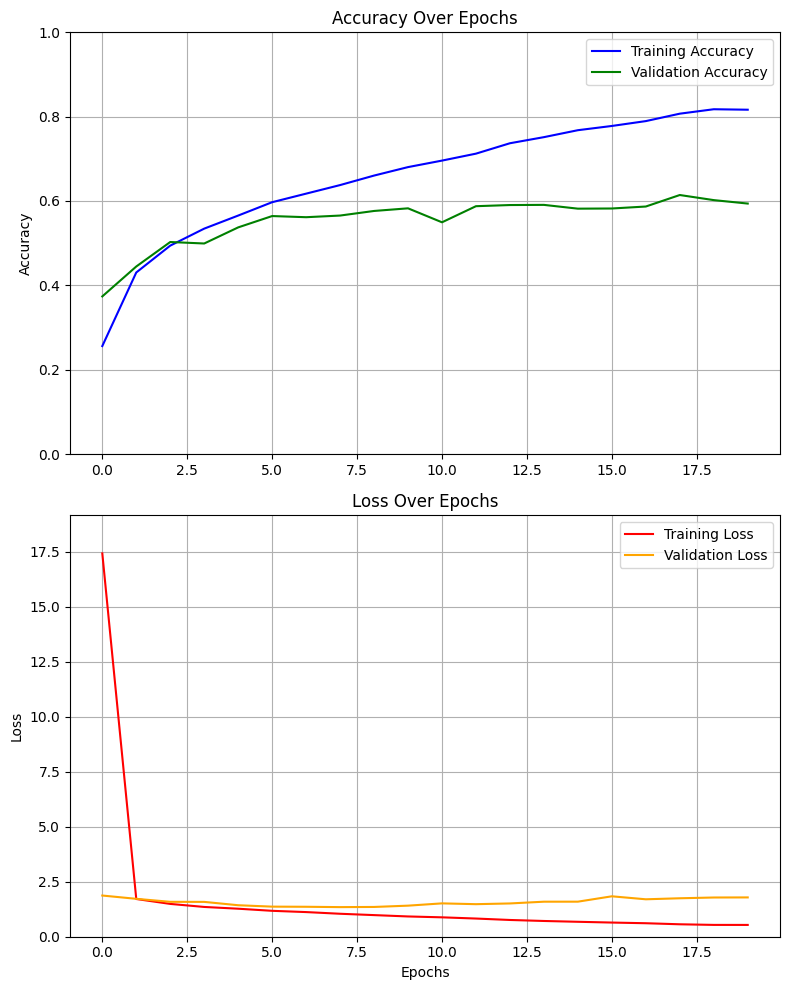 Accuracy Over Epochs
1.0
Training Accuracy
Validation Accuracy
0.8
0.6
Accuracy
0.4
0.2
0.0
0.0 2.5 5.0 7.5 10.0 12.5 15.0 17.5
Loss Over Epochs
Training Loss
Validation Loss
17.5
15.0
12.5
10.0
Loss
7.5
5.0
2.5
0.0
0.0 2.5 5.0 7.5 10.0 12.5 15.0 17.5
Epochs